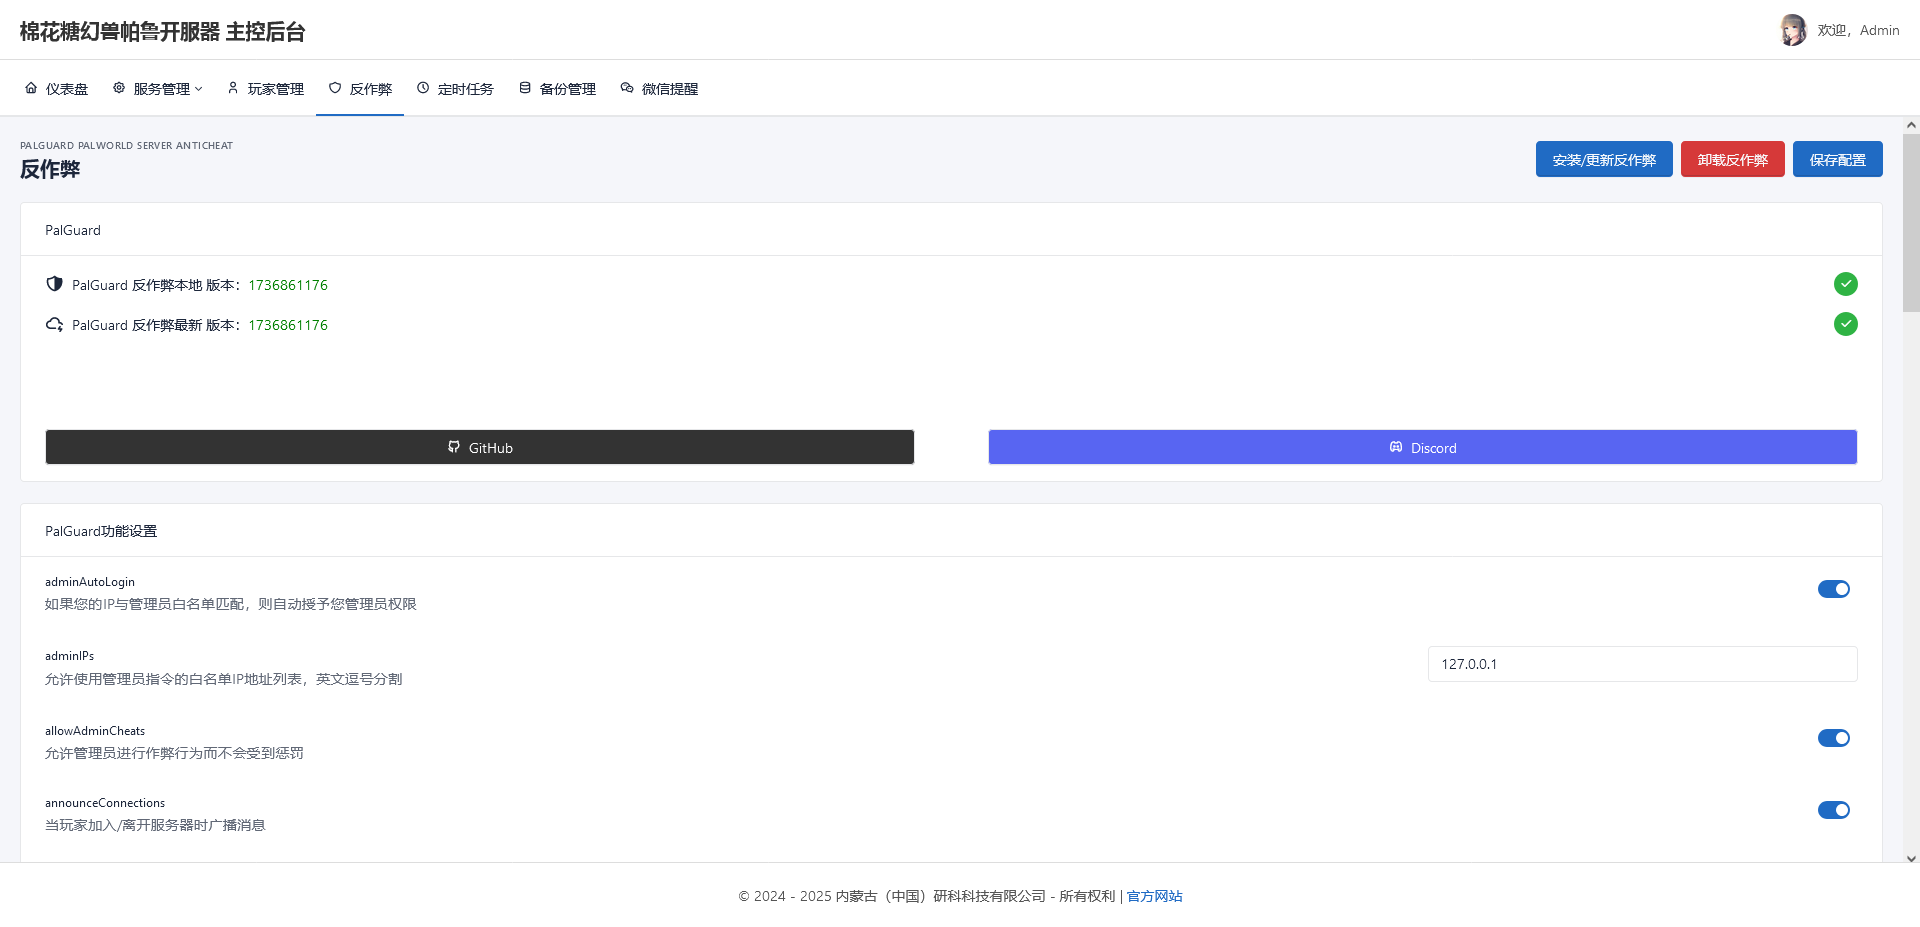 棉花糖幻兽帕鲁开服器 主控后台
欢迎，Admin
仪表盘 服务管理 玩家管理 反作弊 定时任务 备份管理 微信提醒
PALGUARD PALWORLD SERVER ANTICHEAT
反作弊
安装/更新反作弊 卸载反作弊 保存配置
PalGuard
PalGuard 反作弊本地 版本：1736861176
PalGuard 反作弊最新 版本：1736861176
GitHub Discord
PalGuard功能设置
adminAutoLogin
如果您的IP与管理员白名单匹配，则自动授予您管理员权限
adminIPs
允许使用管理员指令的白名单IP地址列表，英文逗号分割
127.0.0.1
allowAdminCheats
允许管理员进行作弊行为而不会受到惩罚
announceConnections
当玩家加入/离开服务器时广播消息
© 2024 - 2025 内蒙古（中国）研科科技有限公司 - 所有权利 | 官方网站